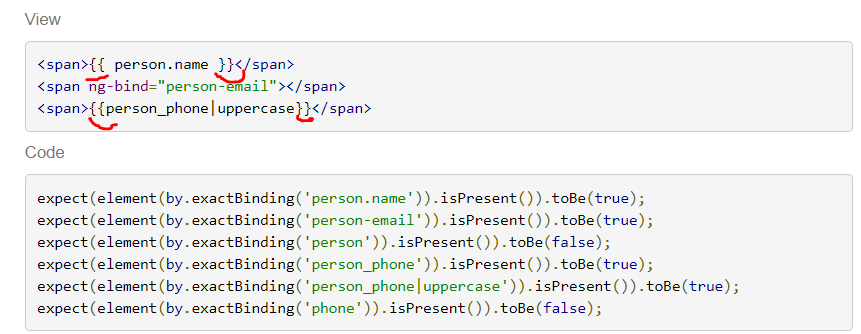 View
<span>{{ person.name }}</span>
<span ng-bind="person-email"></span>
<span>{{person_phone|uppercase}}</span>
Code
expect(element(by.exactBinding('person.name')).isPresent()).toBe(true);
expect(element(by.exactBinding('person-email')).isPresent()).toBe(true);
expect(element(by.exactBinding('person')).isPresent()).toBe(false);
expect(element(by.exactBinding('person_phone')).isPresent()).toBe(true);
expect(element(by.exactBinding('person_phone|uppercase')).isPresent()).toBe(true);
expect(element(by.exactBinding('phone')).isPresent()).toBe(false);